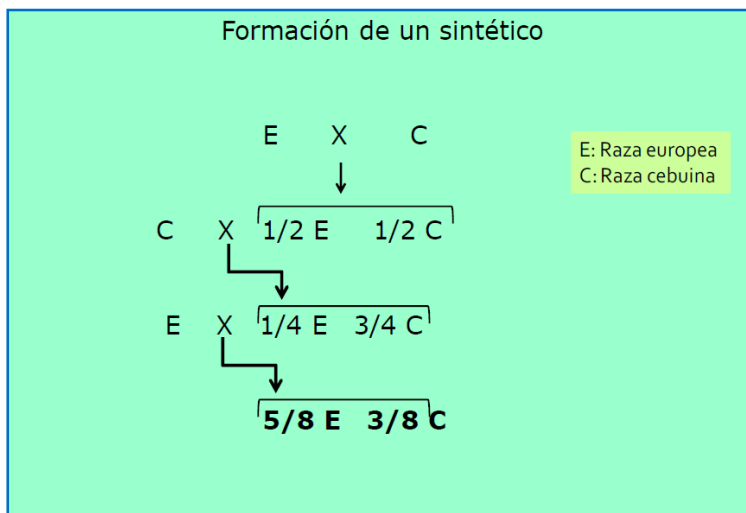 Formación de un sintético
E X C
E: Raza europea
C: Raza cebuina
C X 1/2 E 1/2 C
E X 1/4 E 3/4 C
5/8 E 3/8 C